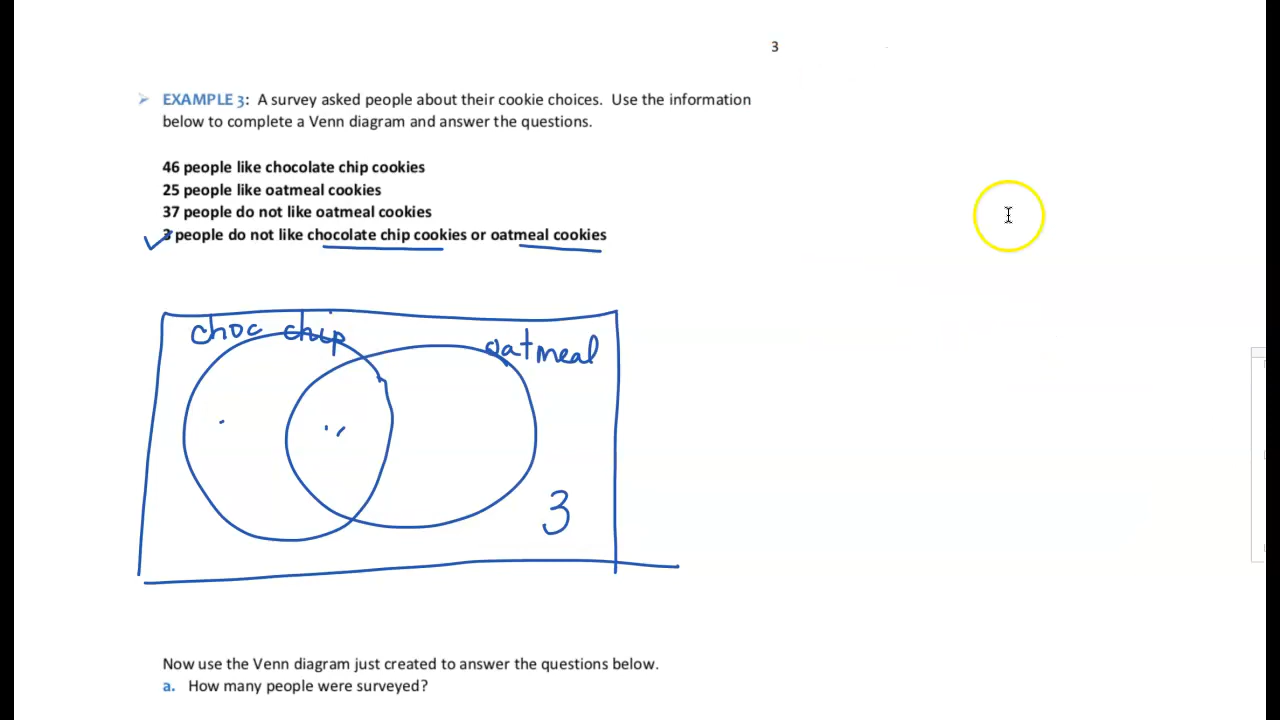 3
EXAMPLE 3: A survey asked people about their cookie choices. Use the information
below to complete a Venn diagram and answer the questions.
46 people like chocolate chip cookies
25 people like oatmeal cookies
37 people do not like oatmeal cookies
3 people do not like chocolate chip cookies or oatmeal cookies
choc chip
oatmeal
3
Now use the Venn diagram just created to answer the questions below.
a. How many people were surveyed?